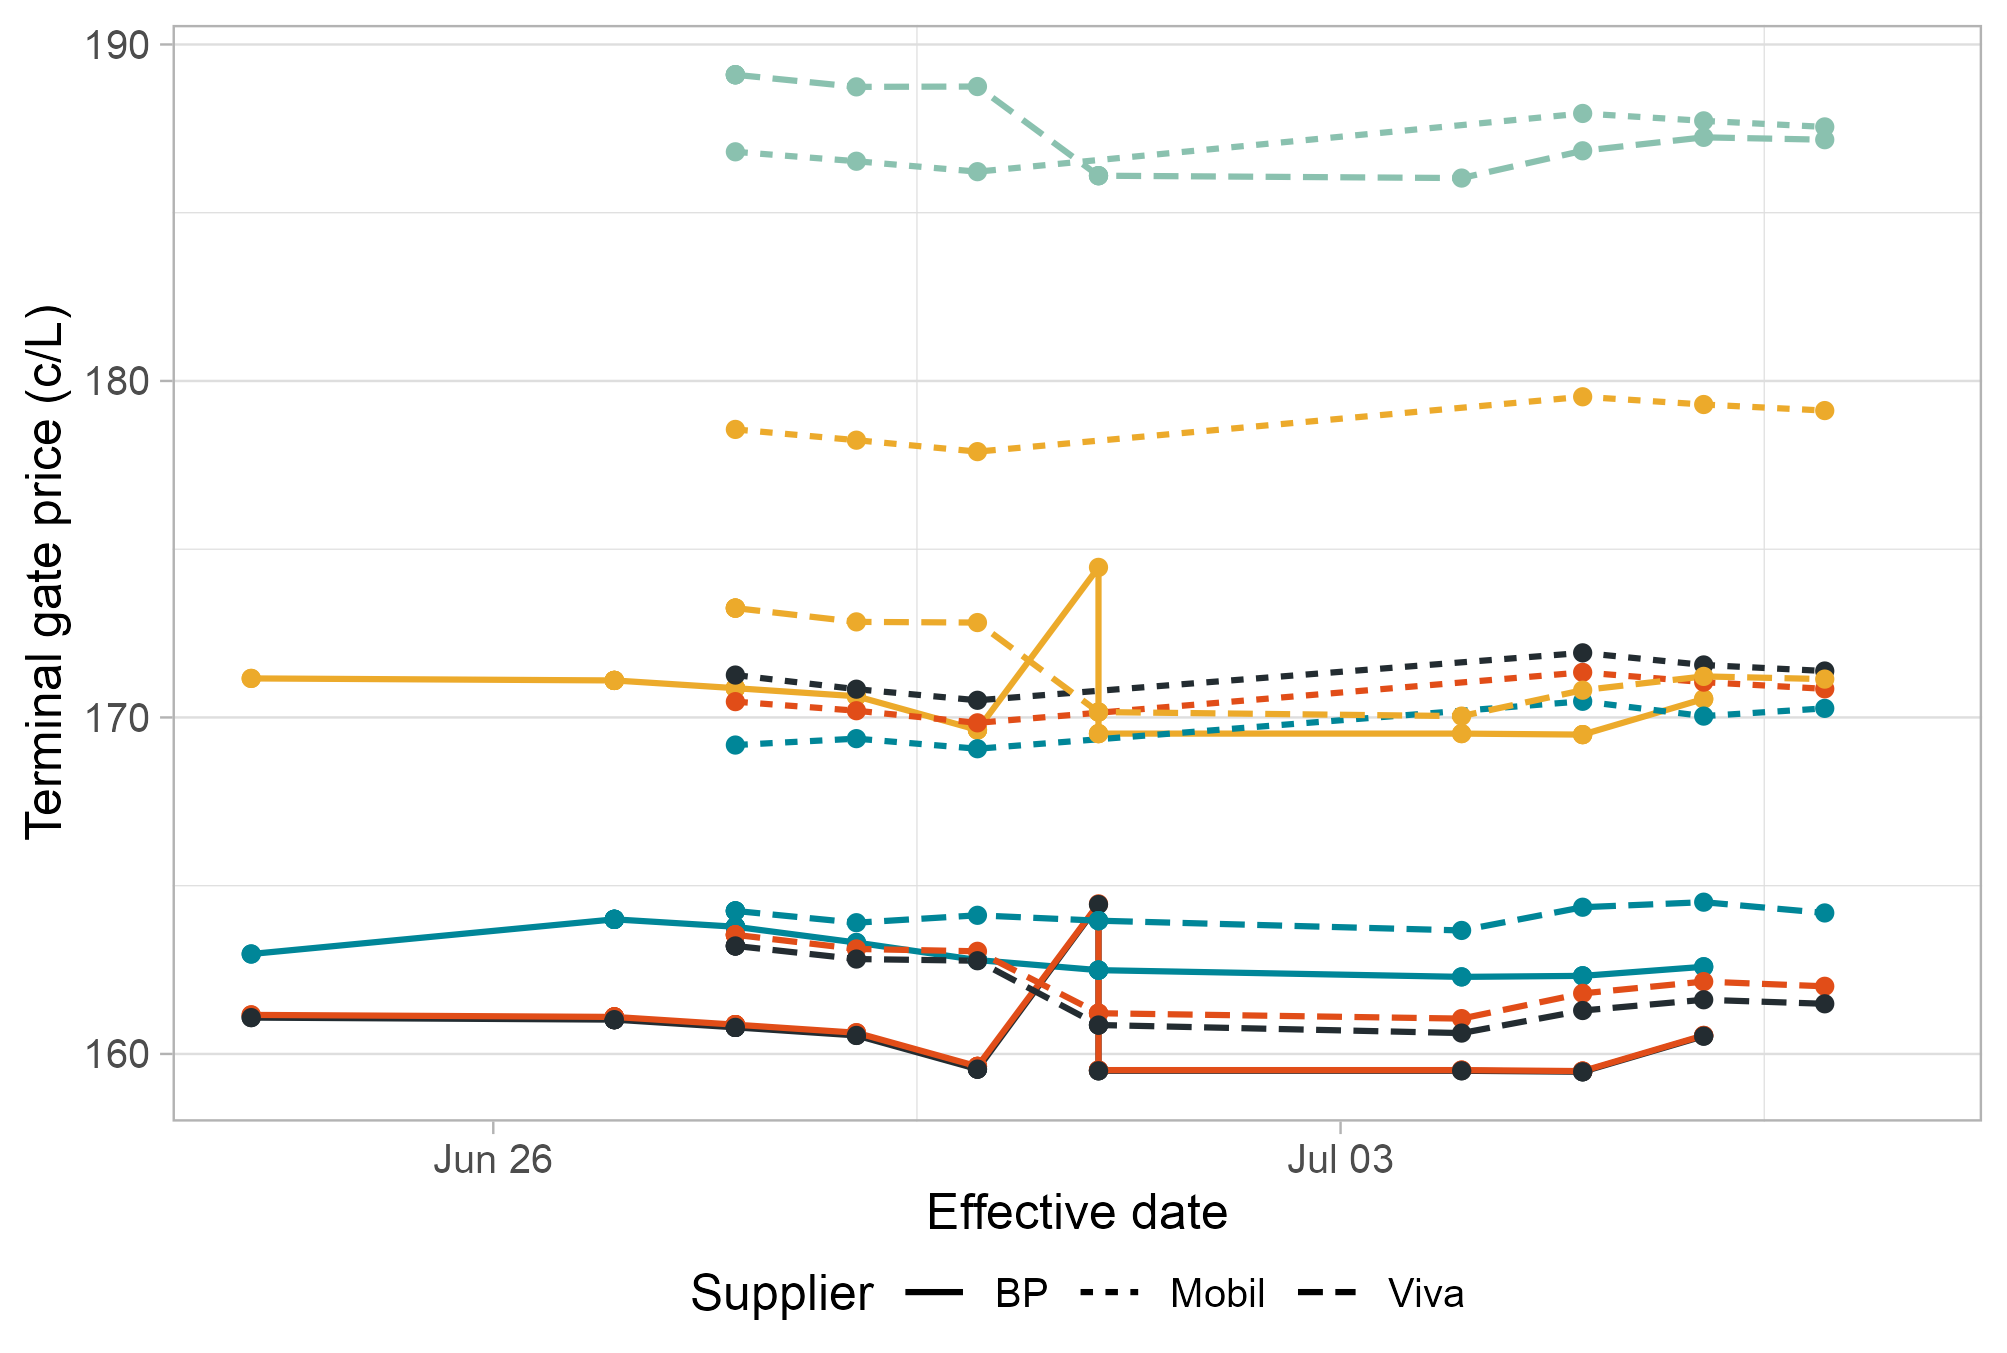 190
180
170
160
Terminal gate price (c/L)
Jun 26
Jul 03
Effective date
Supplier BP Mobil Viva